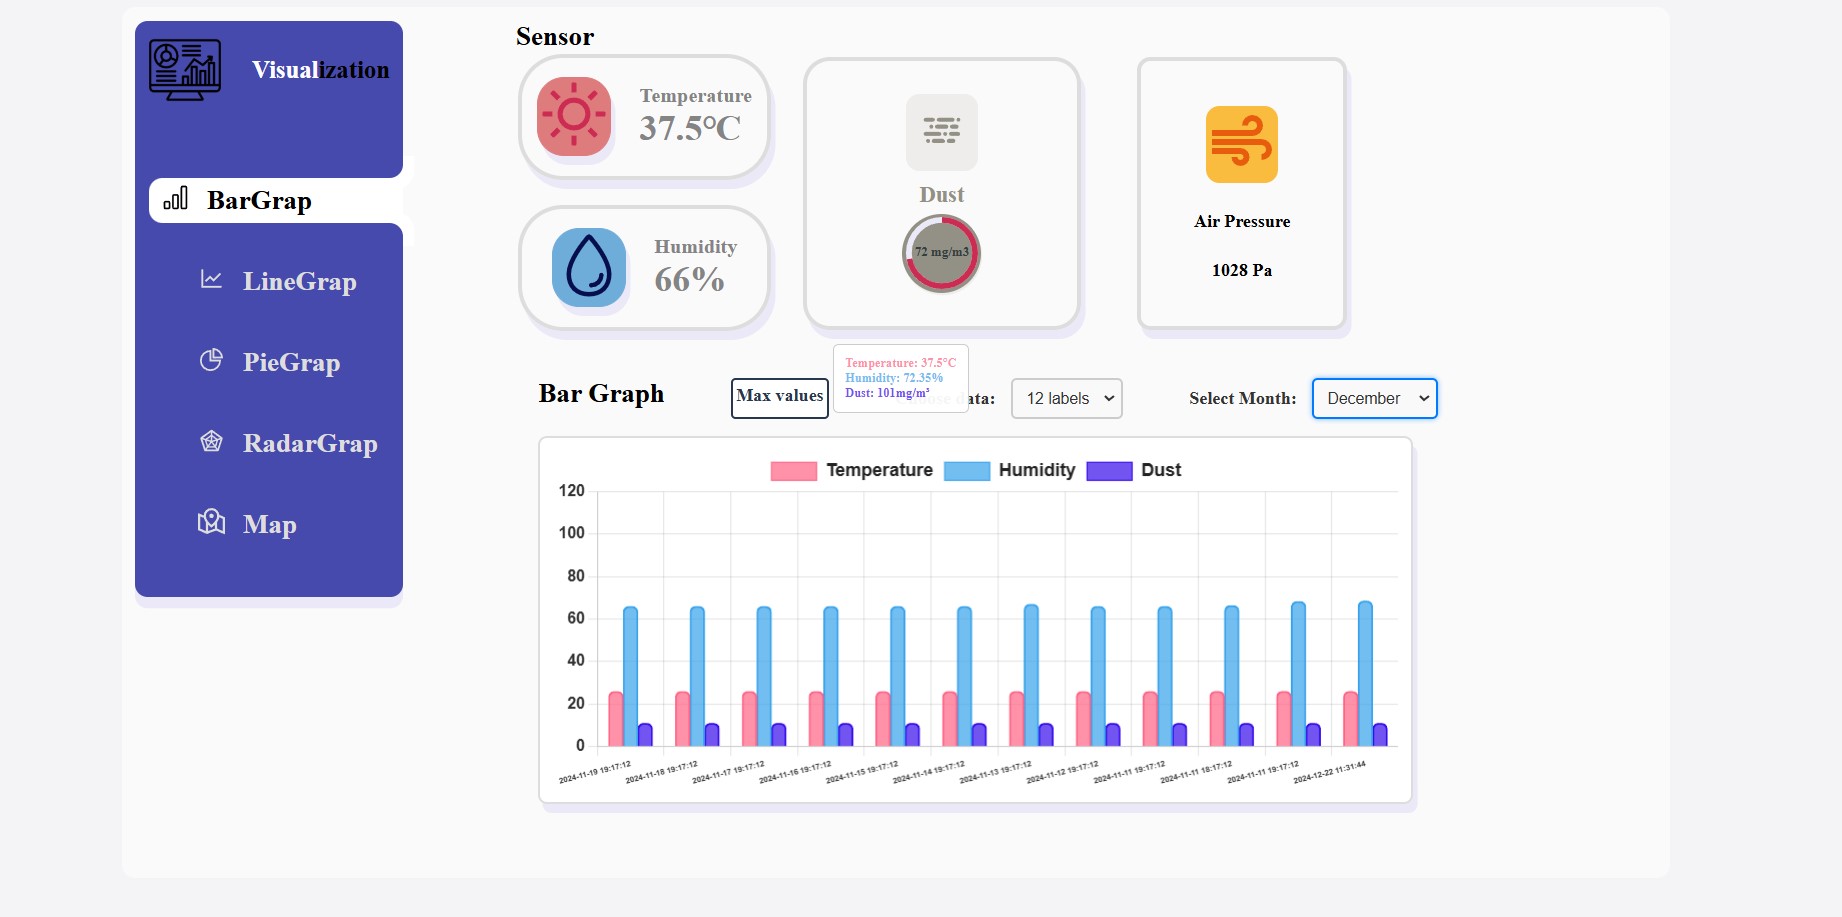 Visualization
BarGrap
LineGrap
PieGrap
RadarGrap
Map
Sensor
Temperature
37.5°C
Humidity
66%
Dust
72 mg/m3
Air Pressure
1028 Pa
Bar Graph
Max values
Temperature: 37.5°C
Humidity: 72.35%
Dust: 101mg/m³
data:
12 labels
Select Month:
December
Temperature Humidity Dust
120
100
80
60
40
20
0
2024-11-19 19:17:12
2024-11-18 19:17:12
2024-11-17 19:17:12
2024-11-16 19:17:12
2024-11-15 19:17:12
2024-11-14 19:17:12
2024-11-13 19:17:12
2024-11-12 19:17:12
2024-11-11 19:17:12
2024-11-11 18:17:12
2024-11-11 19:17:12
2024-12-22 11:31:44